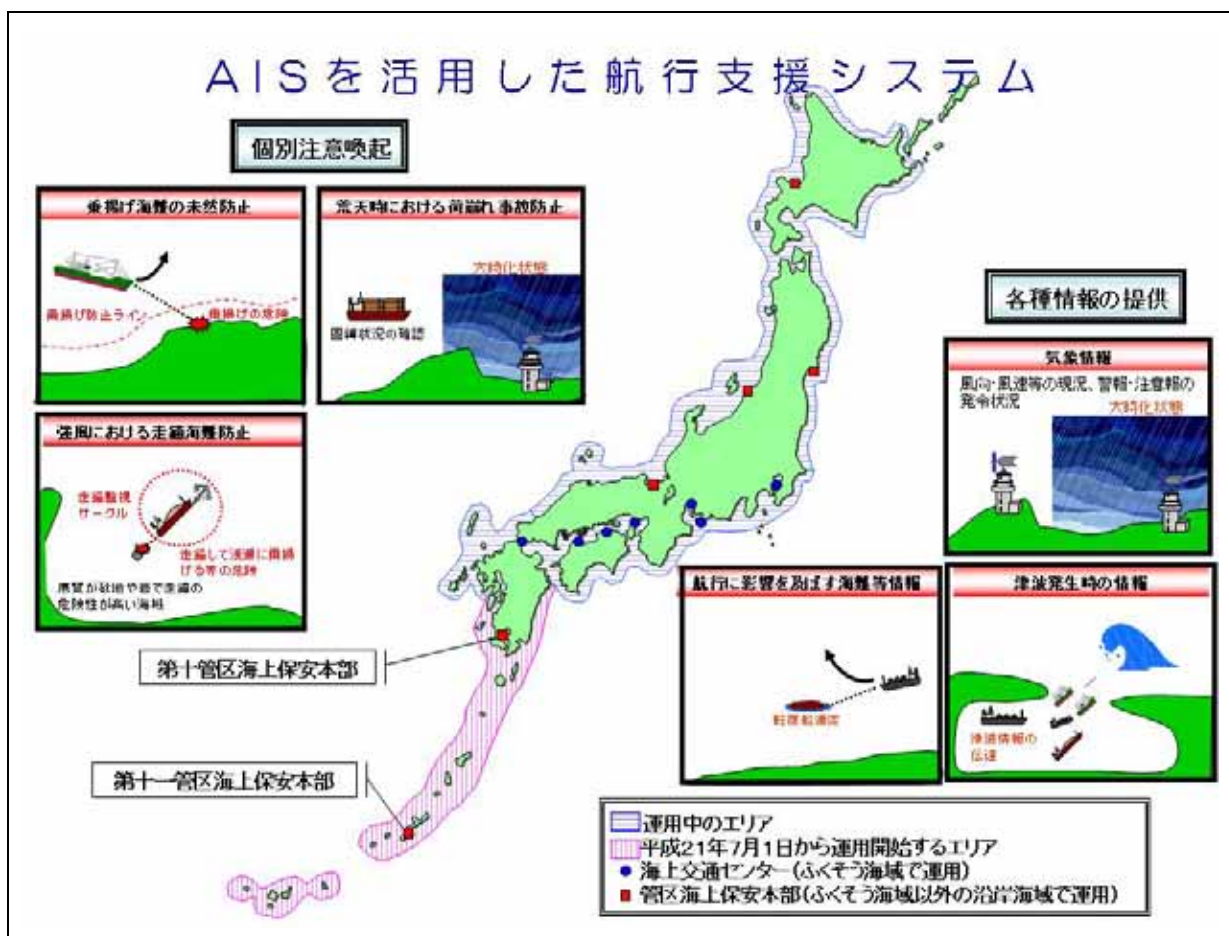 AISを活用した航行支援システム
個別注意喚起
乗揚げ海難の未然防止
乗揚げ防止ライン
乗揚げの危険
荒天時における荷崩れ事故防止
大時化状態
固縛状況の確認
強風における走錨海難防止
走錨監視
サークル
走錨して浅瀬に乗揚
げる等の危険
底質が砂地や岩で走錨の
危険性が高い海域
各種情報の提供
気象情報
風向・風速等の現況、警報・注意報の
発令状況
大時化状態
航行に影響を及ぼす海難等情報
転覆船漂流
津波発生時の情報
津波情報の
伝達
第十管区海上保安本部
第十一管区海上保安本部
運用中のエリア
平成21年7月1日から運用開始するエリア
海上交通センター(ふくそう海域で運用)
管区海上保安本部(ふくそう海域以外の沿岸海域で運用)